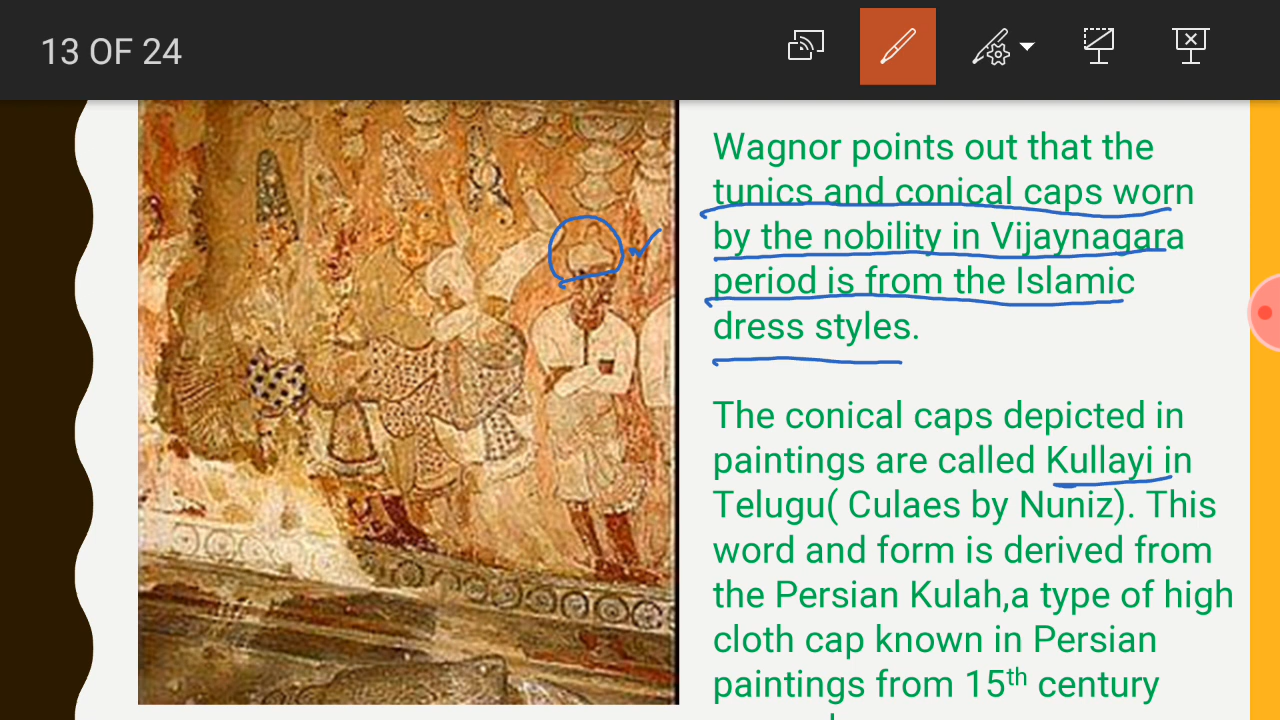 13 OF 24
Wagnor points out that the
tunics and conical caps worn
by the nobility in Vijaynagara
period is from the Islamic
dress styles.
The conical caps depicted in
paintings are called Kullayi in
Telugu( Culaes by Nuniz). This
word and form is derived from
the Persian Kulah,a type of high
cloth cap known in Persian
paintings from 15th century